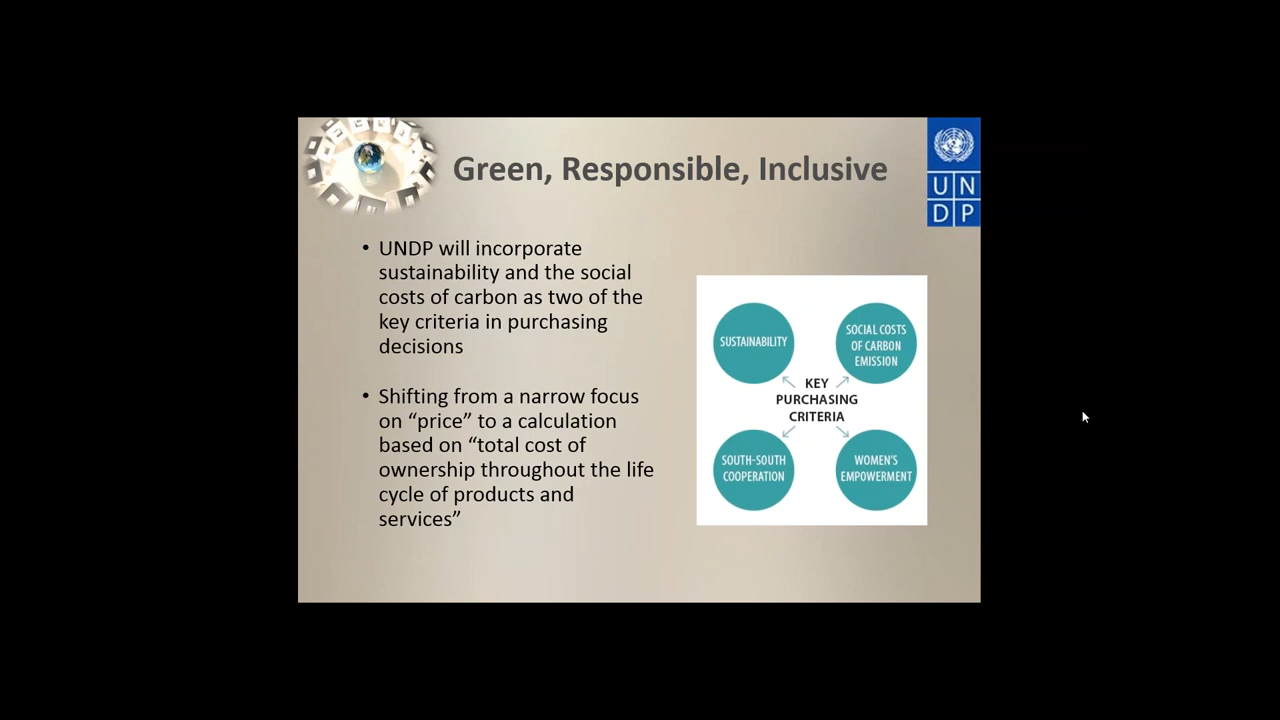 Green, Responsible, Inclusive
UN
DP
• UNDP will incorporate
sustainability and the social
costs of carbon as two of the
key criteria in purchasing
decisions
• Shifting from a narrow focus
on “price” to a calculation
based on “total cost of
ownership throughout the life
cycle of products and
services”
SUSTAINABILITY
SOCIAL COSTS
OF CARBON
EMISSION
KEY
PURCHASING
CRITERIA
SOUTH-SOUTH
COOPERATION
WOMEN'S
EMPOWERMENT